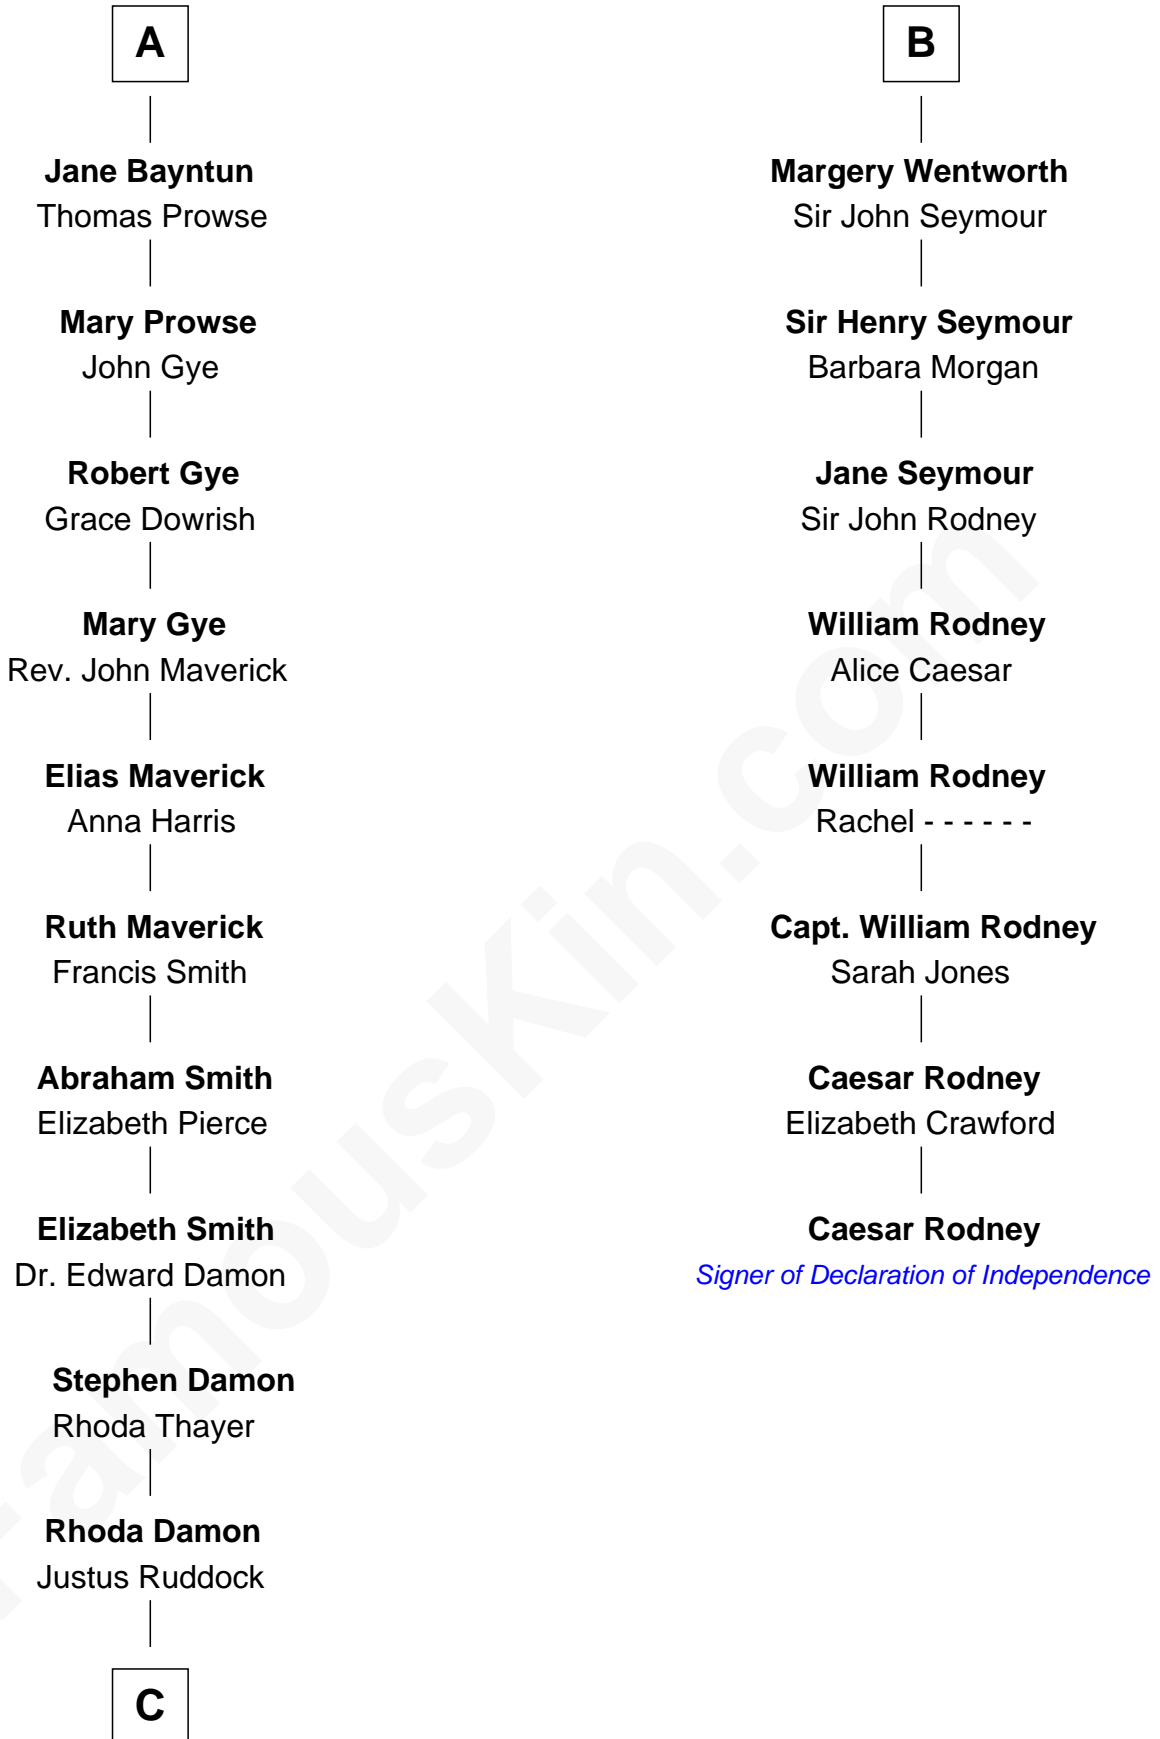 A
Jane Bayntun
Thomas Prowse
Mary Prowse
John Gye
Robert Gye
Grace Dowrish
Mary Gye
Rev. John Maverick
Elias Maverick
Anna Harris
Ruth Maverick
Francis Smith
Abraham Smith
Elizabeth Pierce
Elizabeth Smith
Dr. Edward Damon
Stephen Damon
Rhoda Thayer
Rhoda Damon
Justus Ruddock
C
B
Margery Wentworth
Sir John Seymour
Sir Henry Seymour
Barbara Morgan
Jane Seymour
Sir John Rodney
William Rodney
Alice Caesar
William Rodney
Rachel - - - - - -
Capt. William Rodney
Sarah Jones
Caesar Rodney
Elizabeth Crawford
Caesar Rodney
Signer of Declaration of Independence
FamousKin.com